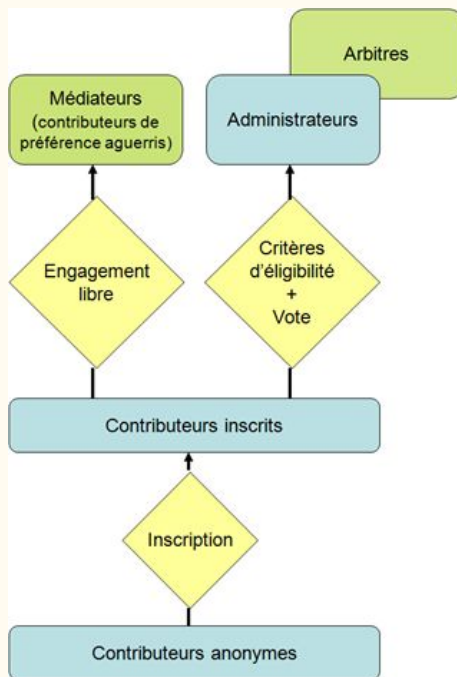 Arbitres
Médiateurs
(contributeurs de
préférence aguerris)
Administrateurs
Engagement
libre
Critères
d'éligibilité
+
Vote
Contributeurs inscrits
Inscription
Contributeurs anonymes